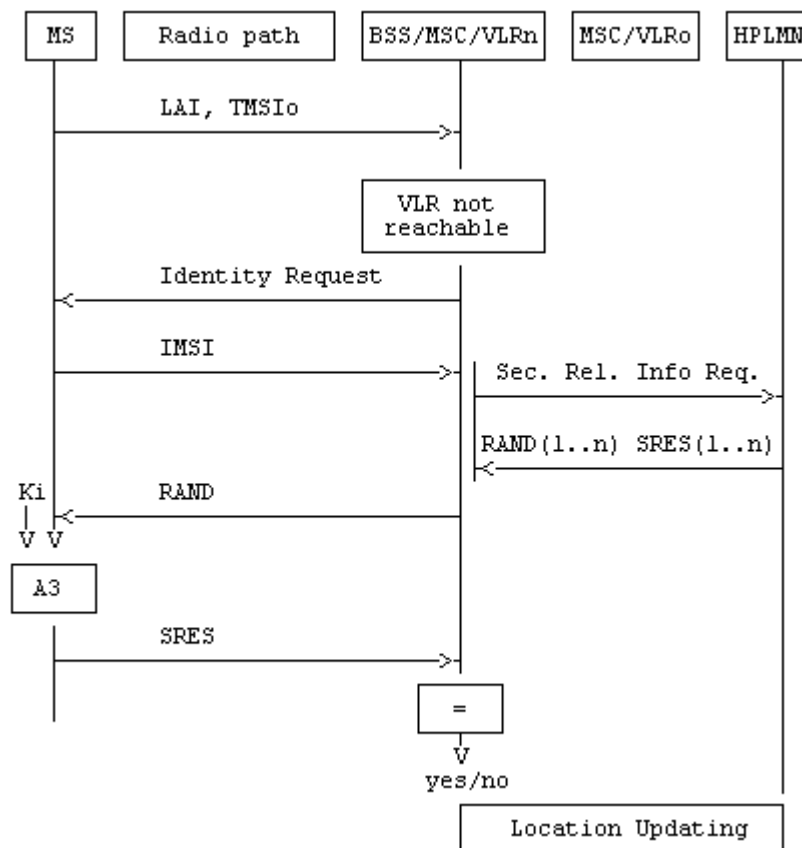 MS
Radio path
BSS/MSC/VLRn
MSC/VLRo
HPLMN
LAI, TMSIo
VLR not
reachable
Identity Request
IMSI
Sec. Rel. Info Req.
RAND(1..n) SRES(1..n)
Ki
RAND
A3
SRES
=
yes/no
Location Updating